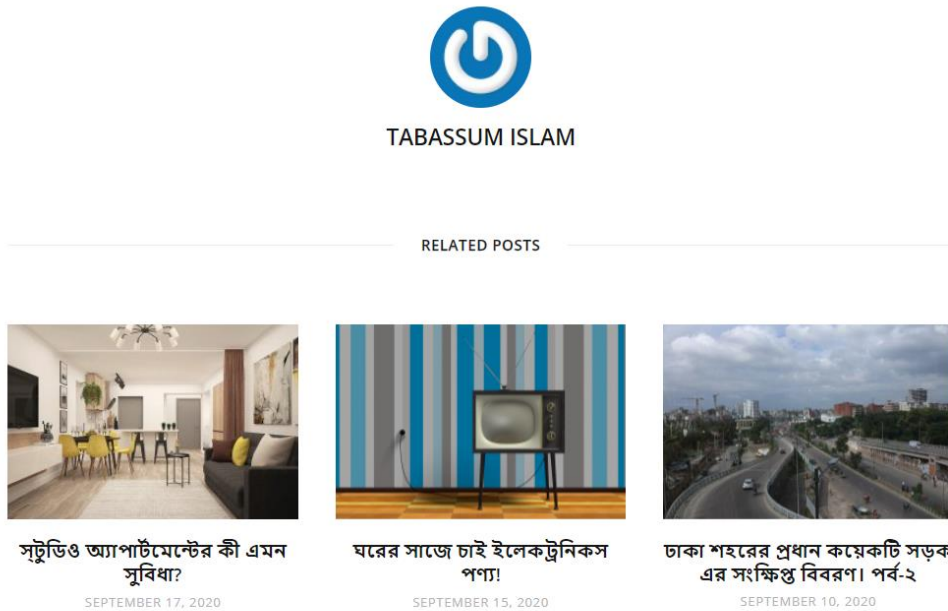 TABASSUM ISLAM
RELATED POSTS
স্টুডিও অ্যাপার্টমেন্টের কী এমন
সুবিধা?
SEPTEMBER 17, 2020
ঘরের সাজে চাই ইলেকট্রনিকস
পণ্য!
SEPTEMBER 15, 2020
ঢাকা শহরের প্রধান কয়েকটি সড়ক
এর সংক্ষিপ্ত বিবরণ। পর্ব-২
SEPTEMBER 10, 2020